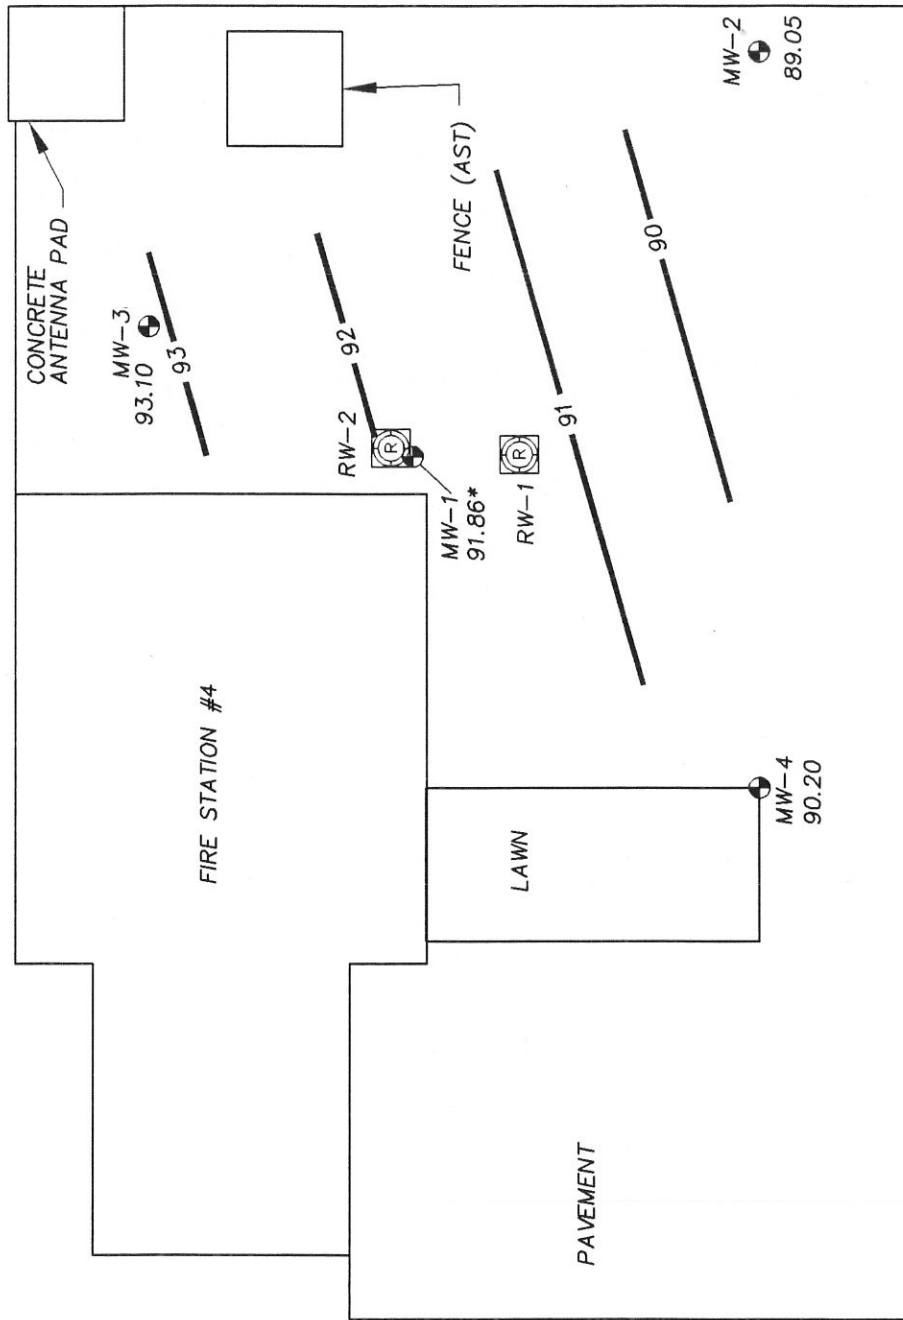 CONCRETE
ANTENNA PAD
MW-3
93.10
93
92
RW-2
R
MW-1
91.86*
R
RW-1
FENCE (AST)
91
90
MW-2
89.05
FIRE STATION #4
LAWN
MW-4
90.20
PAVEMENT